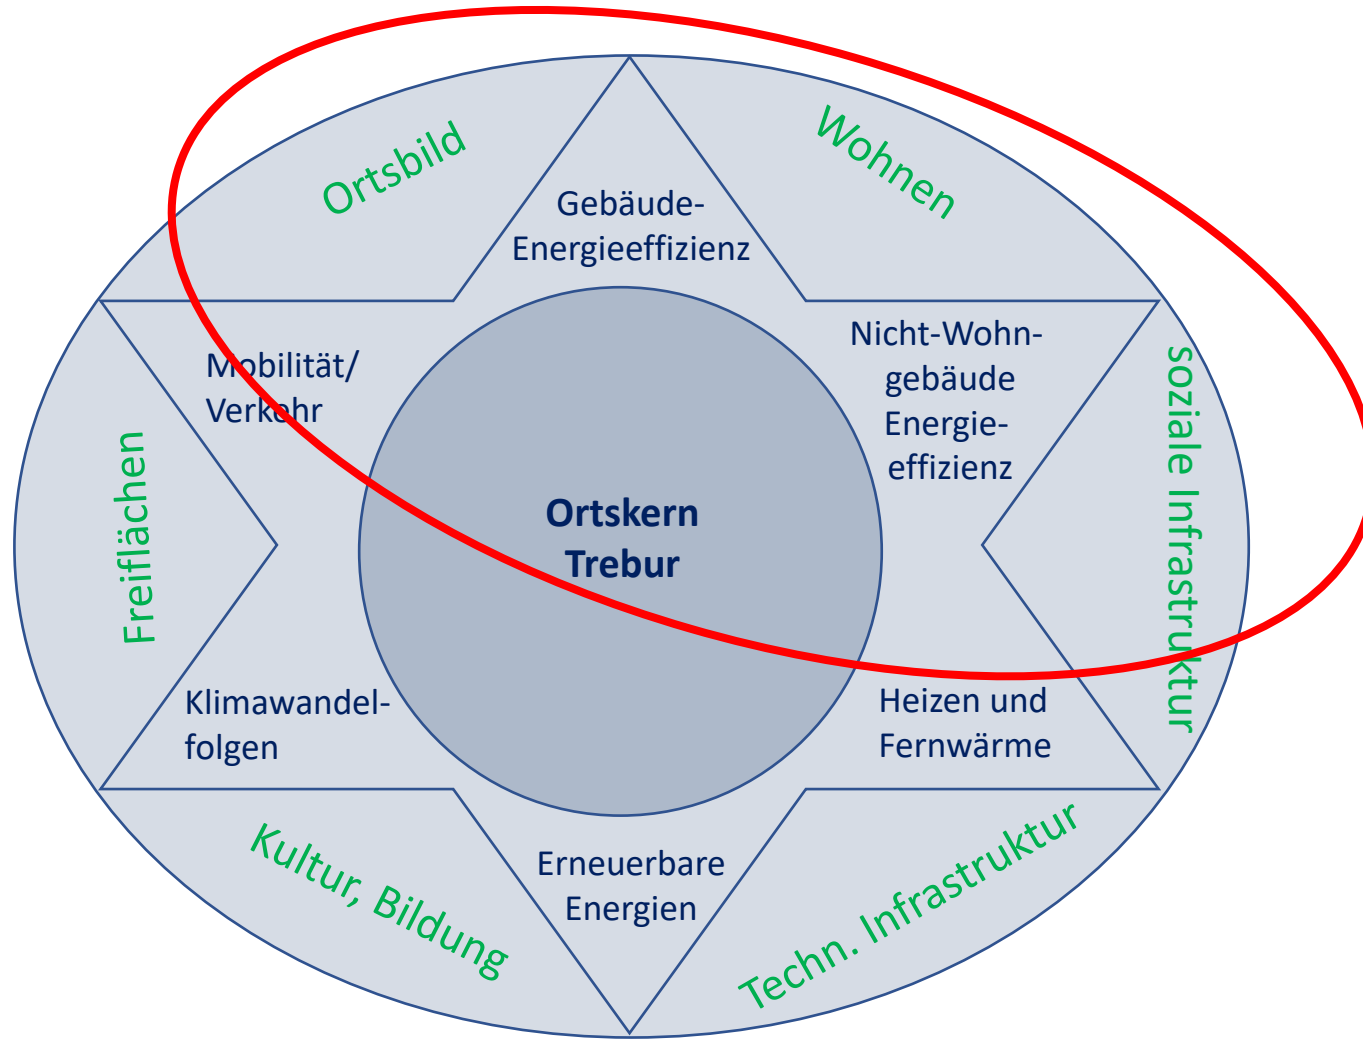 Ortsbild
Wohnen
Gebäude-
Energieeffizienz
Mobilität/
Verkehr
Nicht-Wohn-
gebäude
Energie-
effizienz
soziale Infrastruktur
Freiflächen
Ortskern
Trebur
Klimawandel-
folgen
Heizen und
Fernwärme
Kultur, Bildung
Erneuerbare
Energien
Techn. Infrastruktur